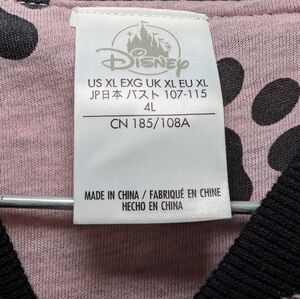 Disney
US XL EXG UK XL EU XL
JP日本 バスト 107-115
4L
CN 185/108A
MADE IN CHINA / FABRIQUÉ EN CHINE
HECHO EN CHINA